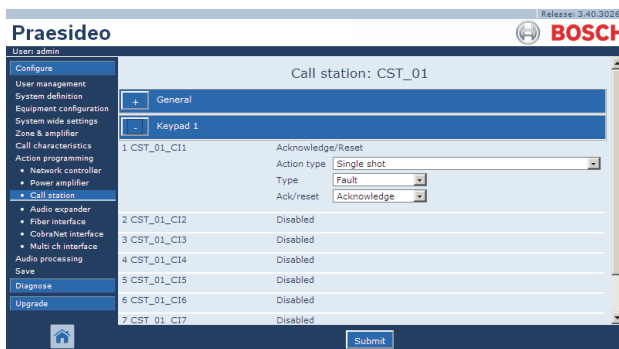 Release: 3.40.3026
Praesideo
BOSCH
User: admin
Configure
User management
System definition
Equipment configuration
System wide settings
Zone & amplifier
Call characteristics
Action programming
• Network controller
• Power amplifier
• Call station
• Audio expander
• Fiber interface
• CobraNet interface
• Multi ch interface
Audio processing
Save
Diagnose
Upgrade
Call station: CST_01
+ General
- Keypad 1
1 CST_01_CI1 Acknowledge/Reset
Action type Single shot
Type Fault
Ack/reset Acknowledge
2 CST_01_CI2 Disabled
3 CST_01_CI3 Disabled
4 CST_01_CI4 Disabled
5 CST_01_CI5 Disabled
6 CST_01_CI6 Disabled
7 CST_01_CI7 Disabled
Submit